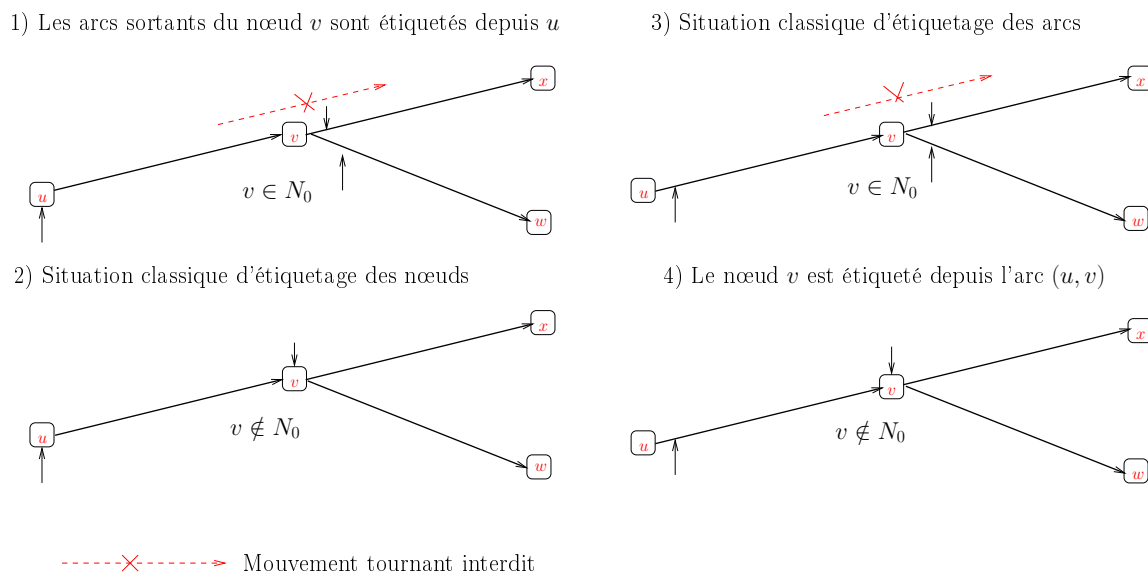 1) Les arcs sortants du nœud v sont étiquetés depuis u
x
v
u
v ∈ N₀
w
2) Situation classique d'étiquetage des nœuds
x
v
u
v ∉ N₀
w
3) Situation classique d'étiquetage des arcs
x
v
u
v ∈ N₀
w
4) Le nœud v est étiqueté depuis l'arc (u, v)
x
v
u
v ∉ N₀
w
Mouvement tournant interdit